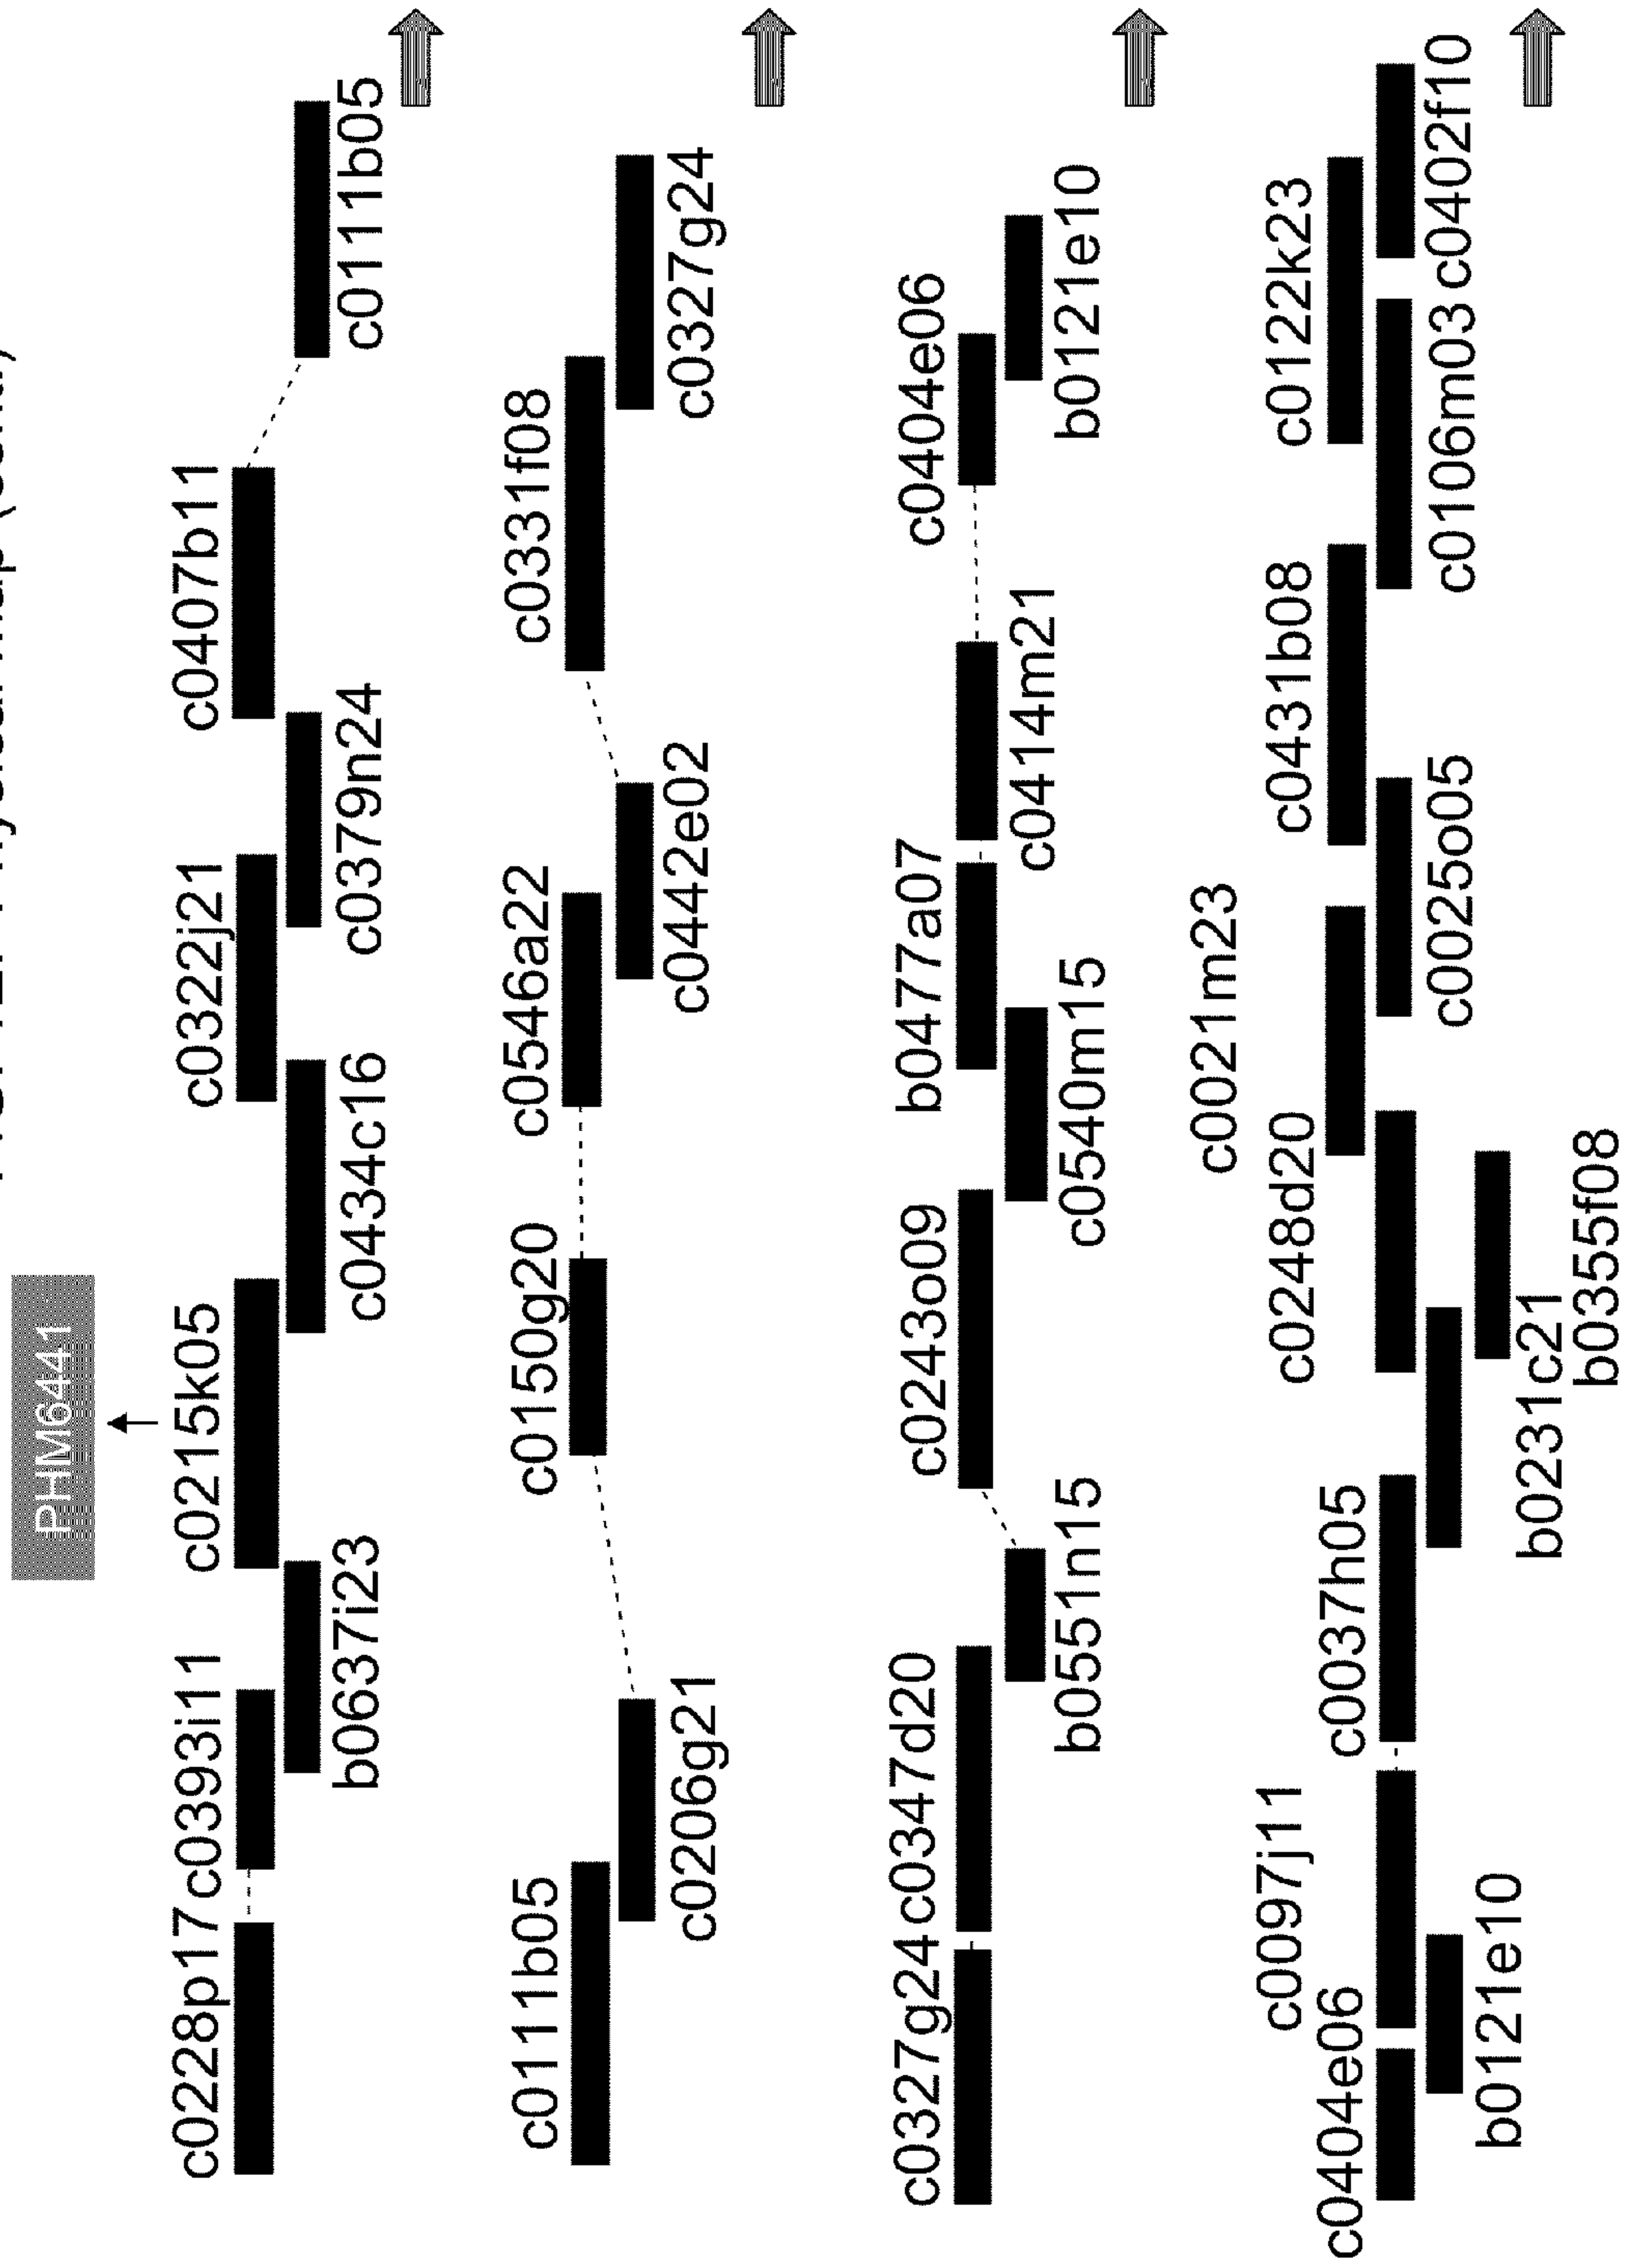 PHM6441
c0228p17 c0393i11 c0215k05 c0322j21 c0407b11
b0637i23 c0434c16 c0379n24 c0111b05
c0111b05 c0150g20 c0546a22 c0331f08
c0206g21 c0442e02 c0327g24
c0327g24 c0347d20 c0243o09 b0477a07 c0404e06
b0551n15 c0540m15 c0414m21 b0121e10
c0097j11 c0021m23
c0404e06 c0037h05 c0248d20 c0431b08 c0122k23
b0121e10 b0231c21 c0025o05 c0106m03 c0402f10
b0355f08